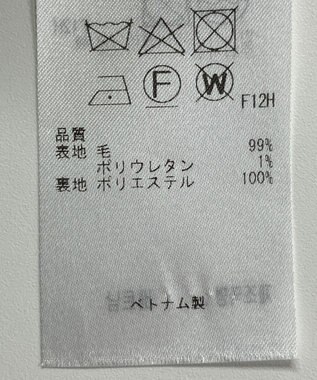 F
W
F12H
品質
表地 毛 99%
ポリウレタン 1%
裏地 ポリエステル 100%
ベトナム製